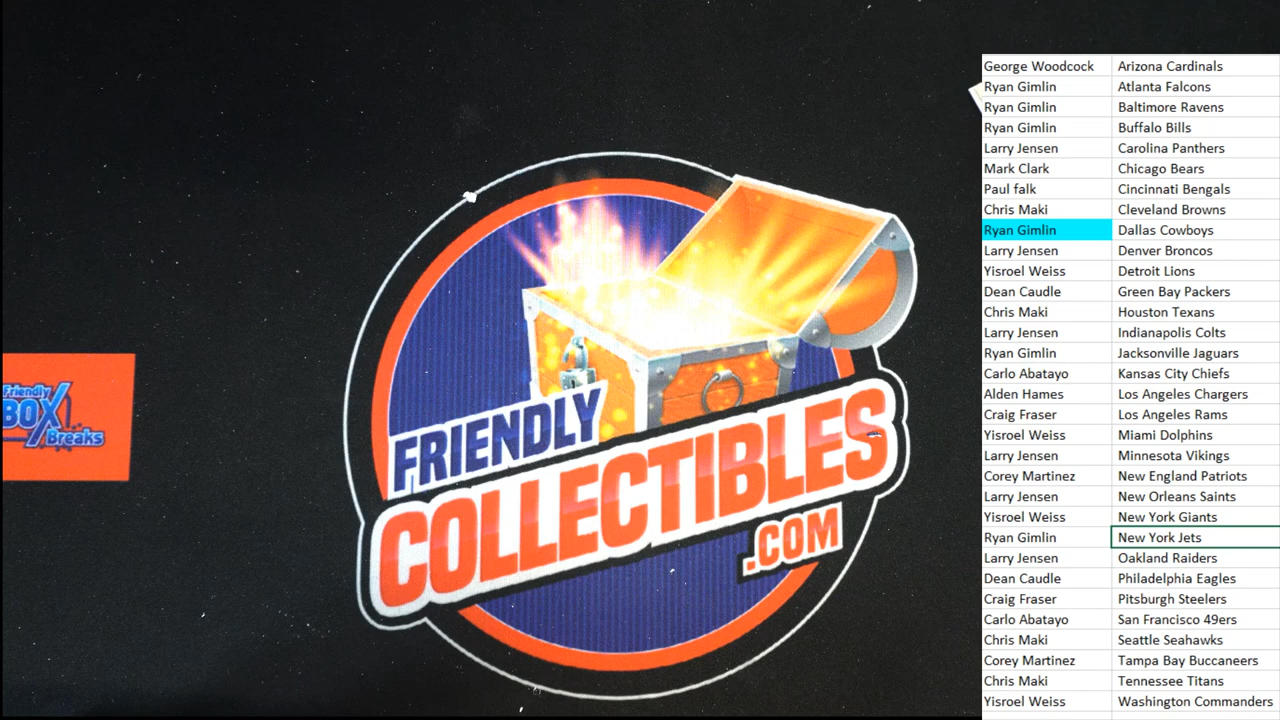 George Woodcock Arizona Cardinals
Ryan Gimlin Atlanta Falcons
Ryan Gimlin Baltimore Ravens
Ryan Gimlin Buffalo Bills
Larry Jensen Carolina Panthers
Mark Clark Chicago Bears
Paul falk Cincinnati Bengals
Chris Maki Cleveland Browns
Ryan Gimlin Dallas Cowboys
Larry Jensen Denver Broncos
Yisroel Weiss Detroit Lions
Dean Caudle Green Bay Packers
Chris Maki Houston Texans
Larry Jensen Indianapolis Colts
Ryan Gimlin Jacksonville Jaguars
Carlo Abatayo Kansas City Chiefs
Alden Hames Los Angeles Chargers
Craig Fraser Los Angeles Rams
Yisroel Weiss Miami Dolphins
Larry Jensen Minnesota Vikings
Corey Martinez New England Patriots
Larry Jensen New Orleans Saints
Yisroel Weiss New York Giants
Ryan Gimlin New York Jets
Larry Jensen Oakland Raiders
Dean Caudle Philadelphia Eagles
Craig Fraser Pitsburgh Steelers
Carlo Abatayo San Francisco 49ers
Chris Maki Seattle Seahawks
Corey Martinez Tampa Bay Buccaneers
Chris Maki Tennessee Titans
Yisroel Weiss Washington Commanders
Friendly
BOX
Breaks
FRIENDLY
COLLECTIBLES
.COM